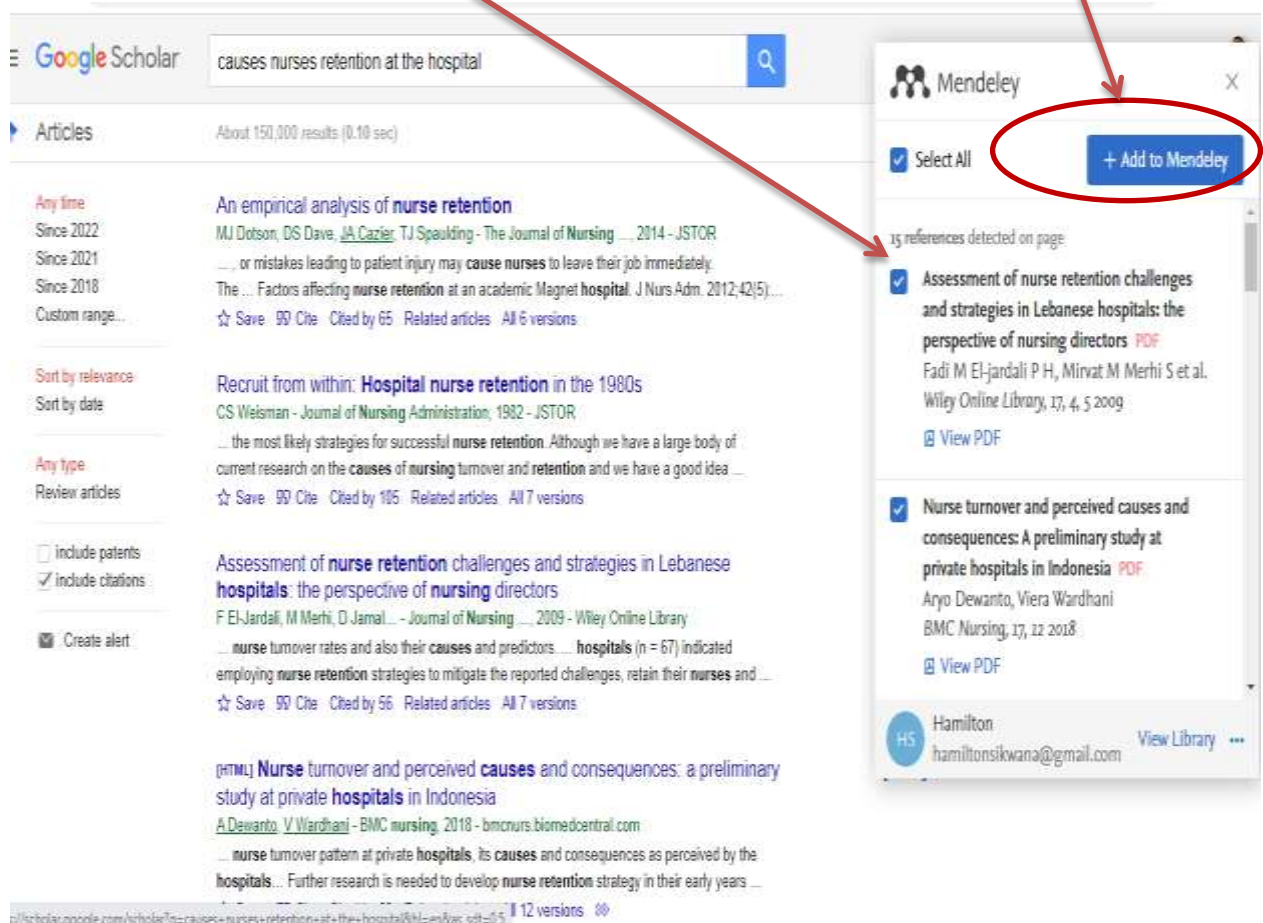 Google Scholar
causes nurses retention at the hospital
Articles
About 150,000 results (0.10 sec)
Any time
Since 2022
Since 2021
Since 2018
Custom range...
Sort by relevance
Sort by date
Any type
Review articles
include patents
include citations
Create alert
An empirical analysis of nurse retention
MJ Dotson, DS Dave, JA Cazier, TJ Spaulding - The Journal of Nursing ..., 2014 - JSTOR
... , or mistakes leading to patient injury may cause nurses to leave their job immediately.
The ... Factors affecting nurse retention at an academic Magnet hospital. J Nurs Adm. 2012;42(5):...
Save Cite Cited by 65 Related articles All 6 versions
Recruit from within: Hospital nurse retention in the 1980s
CS Weisman - Journal of Nursing Administration, 1982 - JSTOR
... the most likely strategies for successful nurse retention. Although we have a large body of
current research on the causes of nursing turnover and retention and we have a good idea ...
Save Cite Cited by 105 Related articles All 7 versions
Assessment of nurse retention challenges and strategies in Lebanese
hospitals: the perspective of nursing directors
F El-Jardali, M Merhi, D Jamal... - Journal of Nursing ..., 2009 - Wiley Online Library
... nurse turnover rates and also their causes and predictors. ... hospitals (n = 67) indicated
employing nurse retention strategies to mitigate the reported challenges, retain their nurses and ...
Save Cite Cited by 56 Related articles All 7 versions
[HTML] Nurse turnover and perceived causes and consequences: a preliminary
study at private hospitals in Indonesia
A Dewanto, V Wardhani - BMC nursing, 2018 - bmcnurs.biomedcentral.com
... nurse turnover pattern at private hospitals, its causes and consequences as perceived by the
hospitals... Further research is needed to develop nurse retention strategy in their early years ...
12 versions
://scholar.google.com/scholar?q=causes+nurses+retention+at+the+hospital&hl=en&as_sdt=0,5
Mendeley X
Select All
+ Add to Mendeley
15 references detected on page
Assessment of nurse retention challenges
and strategies in Lebanese hospitals: the
perspective of nursing directors PDF
Fadi M El-jardali P H, Mirvat M Merhi S et al.
Wiley Online Library, 17, 4, 5 2009
View PDF
Nurse turnover and perceived causes and
consequences: A preliminary study at
private hospitals in Indonesia PDF
Aryo Dewanto, Viera Wardhani
BMC Nursing, 17, 12 2018
View PDF
HS
Hamilton
hamiltonsikwana@gmail.com
View Library ...